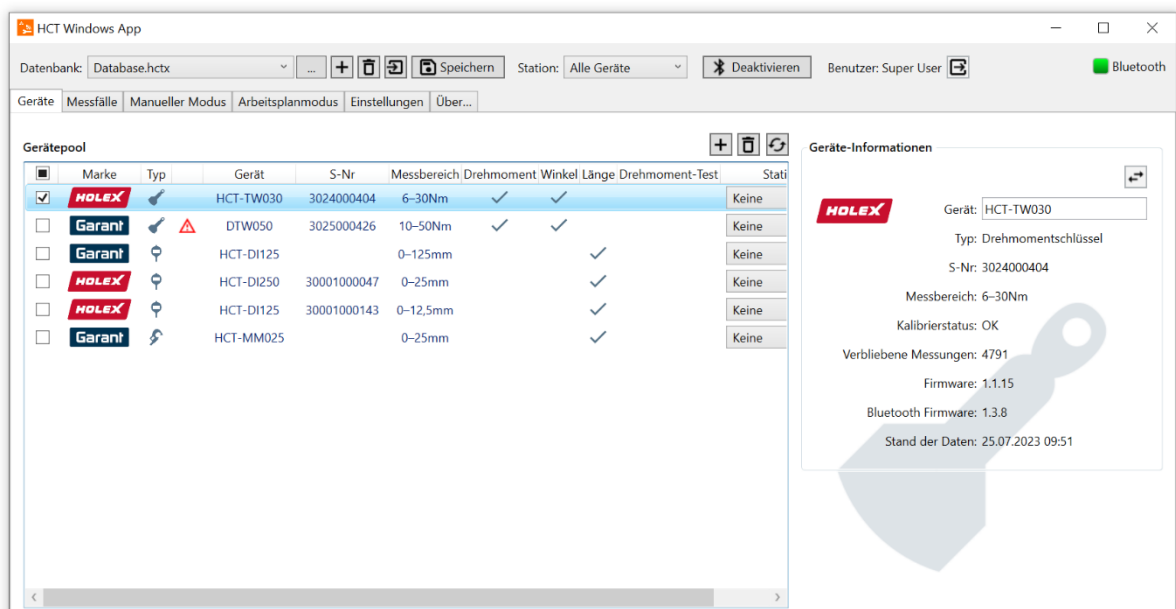 HCT Windows App
Datenbank: Database.hctx ... Speichern Station: Alle Geräte Deaktivieren Benutzer: Super User Bluetooth
Geräte Messfälle Manueller Modus Arbeitsplanmodus Einstellungen Über...
Gerätepool
Marke Typ Gerät S-Nr Messbereich Drehmoment Winkel Länge Drehmoment-Test Stati
HOLEX HCT-TW030 3024000404 6–30Nm Keine
Garant DTW050 3025000426 10–50Nm Keine
Garant HCT-DI125 0–125mm Keine
HOLEX HCT-DI250 30001000047 0–25mm Keine
HOLEX HCT-DI125 30001000143 0–12,5mm Keine
Garant HCT-MM025 0–25mm Keine
Geräte-Informationen
HOLEX Gerät: HCT-TW030
Typ: Drehmomentschlüssel
S-Nr: 3024000404
Messbereich: 6–30Nm
Kalibrierstatus: OK
Verbliebene Messungen: 4791
Firmware: 1.1.15
Bluetooth Firmware: 1.3.8
Stand der Daten: 25.07.2023 09:51